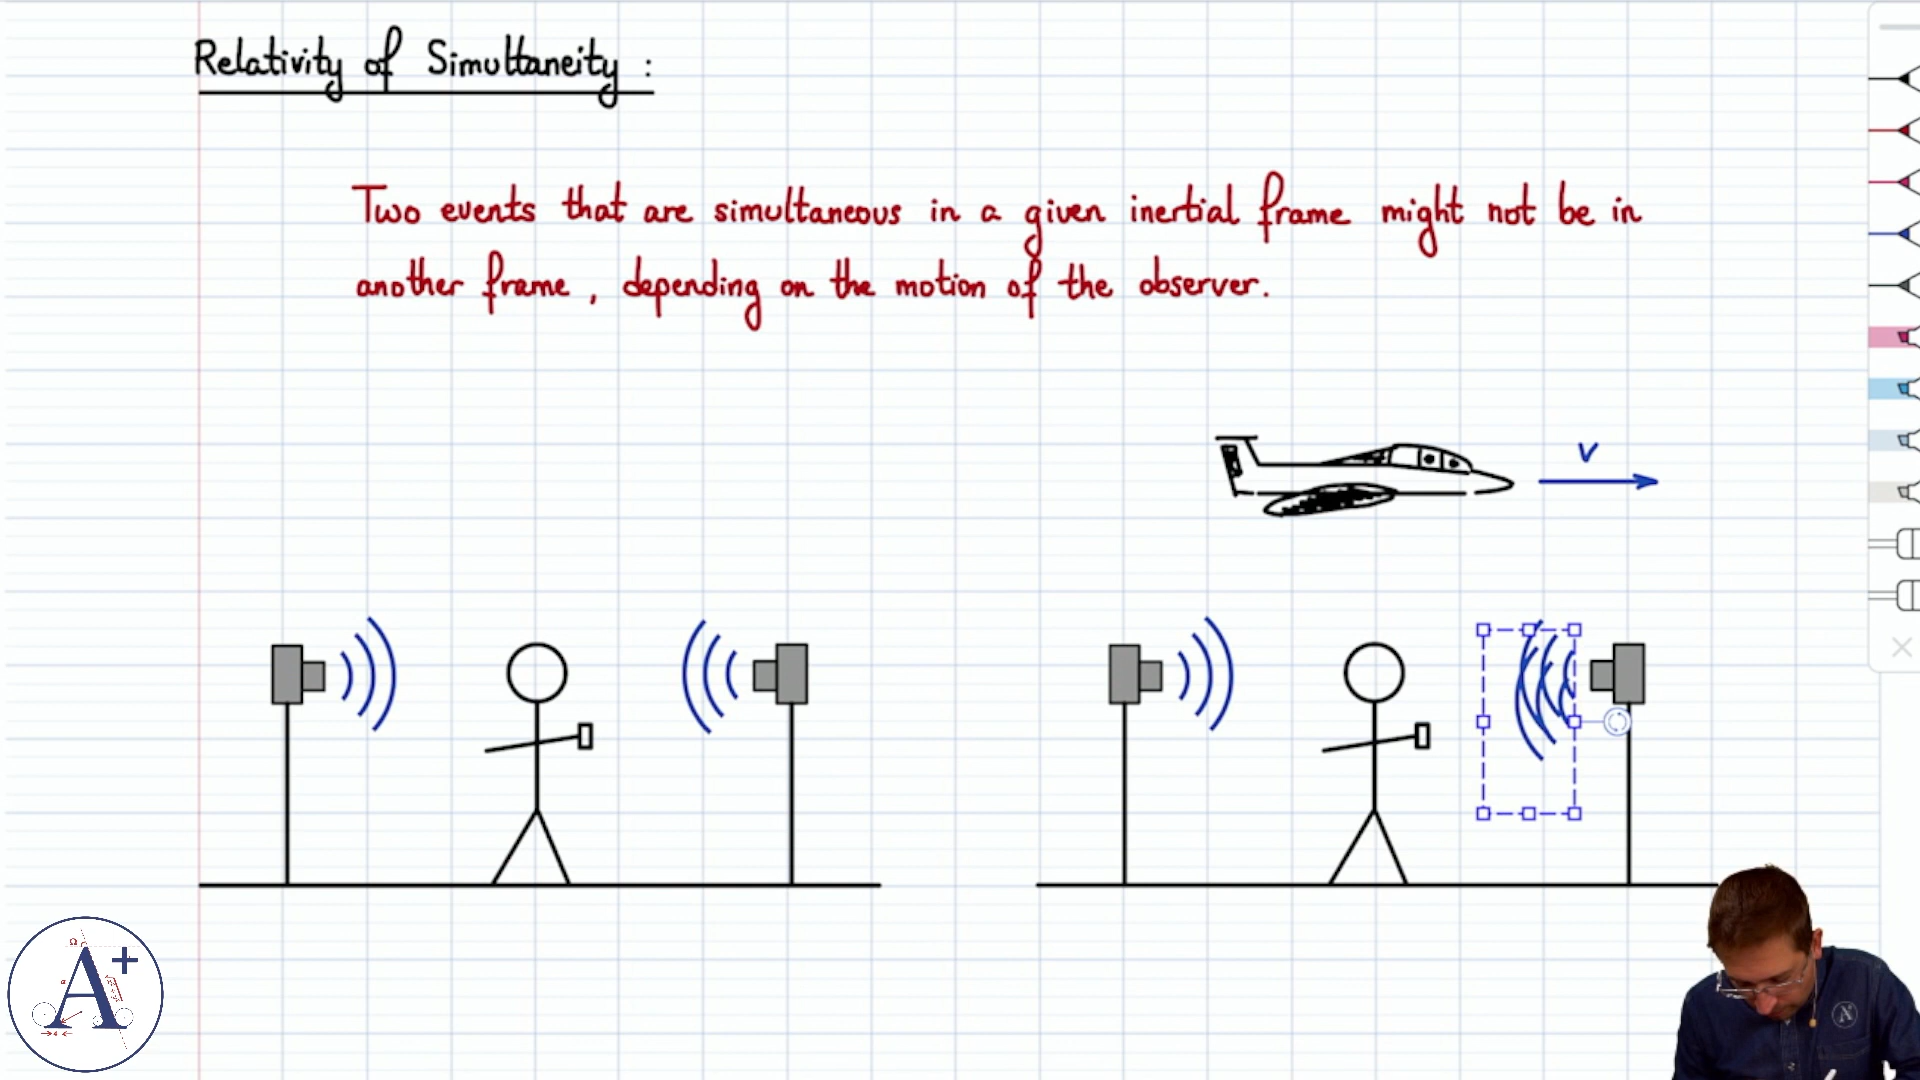 Relativity of Simultaneity :
Two events that are simultaneous in a given inertial frame might not be in
another frame, depending on the motion of the observer.
v
A+
A